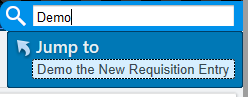 Demo
Jump to
Demo the New Requisition Entry